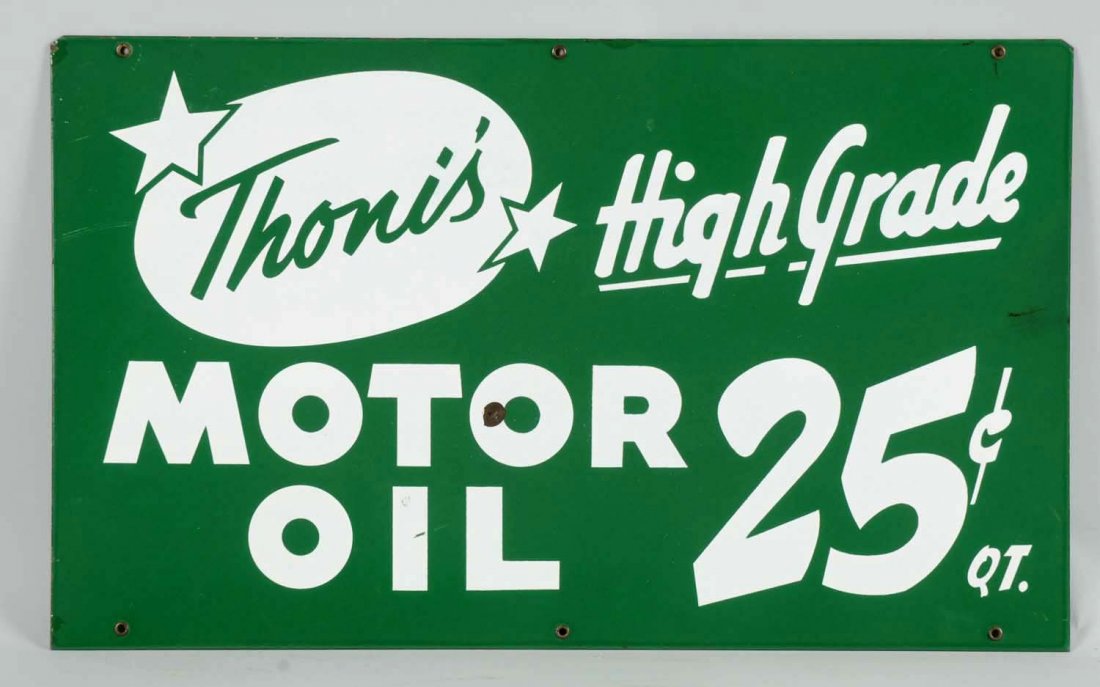 Thoni's High Grade
MOTOR
OIL
25¢
QT.